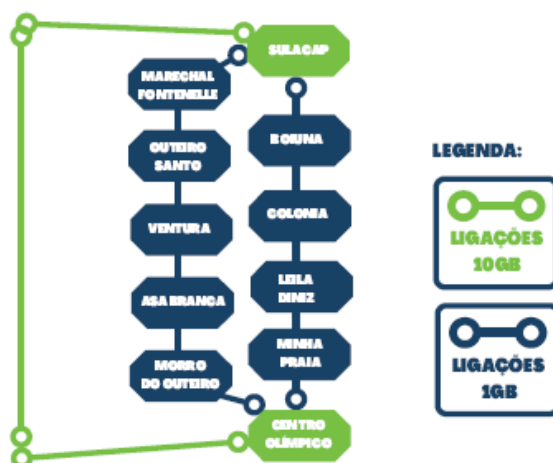 SULACAP
MARECHAL
FONTENELLE
OUTEIRO
SANTO
VENTURA
ASA BRANCA
MORRO
DO OUTEIRO
BOIUNA
COLONIA
LEILA
DINIZ
MINHA
PRAIA
CENTRO
OLÍMPICO
LEGENDA:
LIGAÇÕES
10GB
LIGAÇÕES
1GB